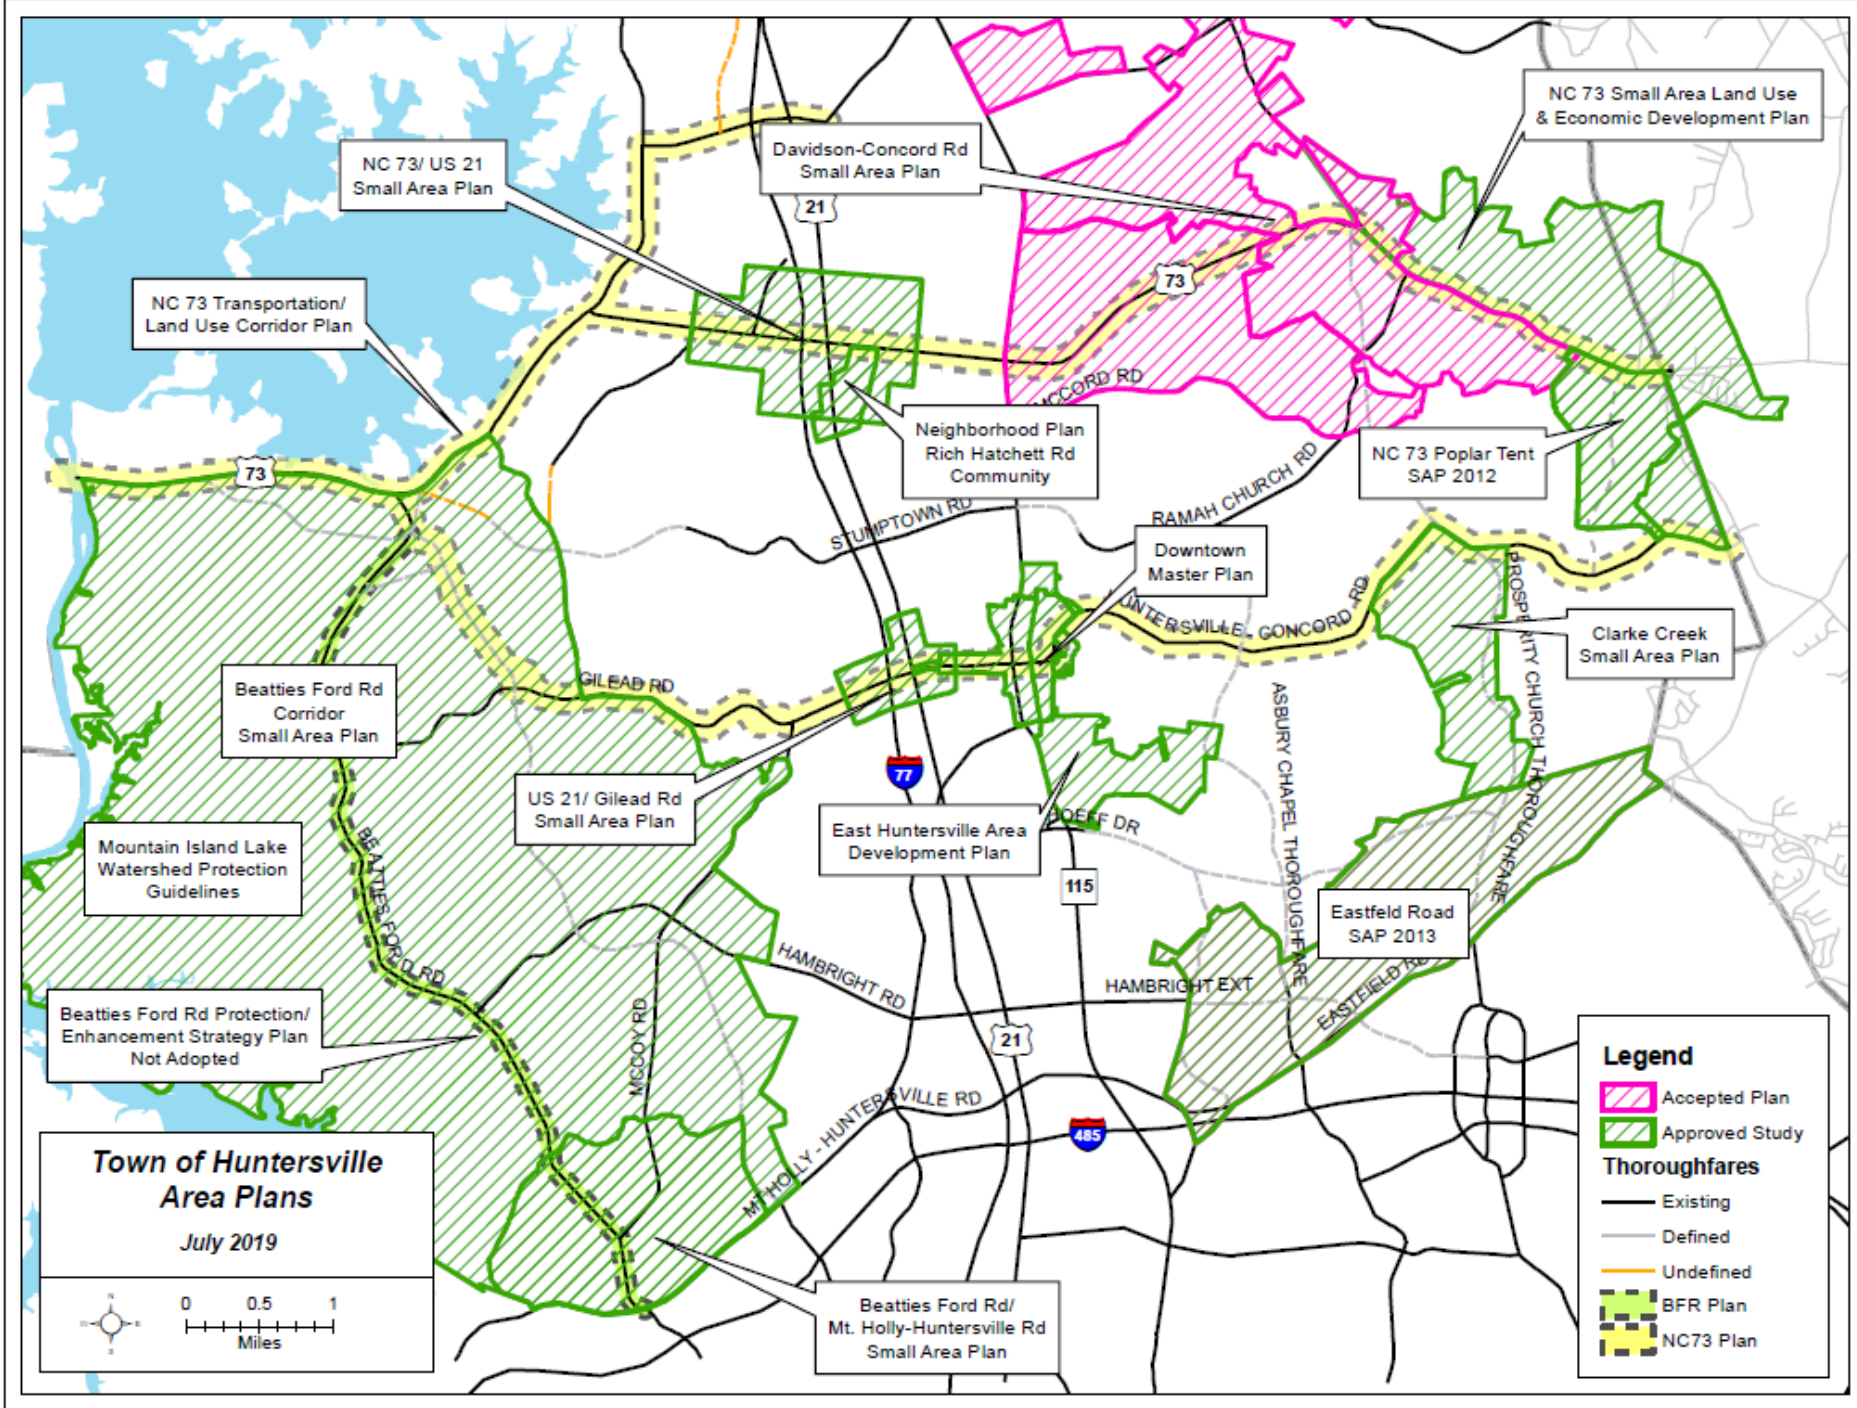 NC 73 Small Area Land Use
& Economic Development Plan
Davidson-Concord Rd
Small Area Plan
NC 73/ US 21
Small Area Plan
21
73
NC 73 Transportation/
Land Use Corridor Plan
MCCORD RD
Neighborhood Plan
Rich Hatchett Rd
Community
NC 73 Poplar Tent
SAP 2012
73
STUMPTOWN RD
RAMAH CHURCH RD
Downtown
Master Plan
HUNTERSVILLE - CONCORD RD
PROSPERITY CHURCH THOROUGHFARE
Clarke Creek
Small Area Plan
GILEAD RD
Beatties Ford Rd
Corridor
Small Area Plan
ASBURY CHAPEL THOROUGHFARE
77
US 21/ Gilead Rd
Small Area Plan
East Huntersville Area
Development Plan
Mountain Island Lake
Watershed Protection
Guidelines
BEATTIES FORD RD
115
Eastfeld Road
SAP 2013
HAMBRIGHT RD
HAMBRIGHT EXT
EASTFIELD RD
MCCOY RD
Beatties Ford Rd Protection/
Enhancement Strategy Plan
Not Adopted
21
MT HOLLY - HUNTERSVILLE RD
485
Beatties Ford Rd/
Mt. Holly-Huntersville Rd
Small Area Plan
Town of Huntersville
Area Plans
July 2019
N
W
E
S
0 0.5 1
Miles
Legend
Accepted Plan
Approved Study
Thoroughfares
Existing
Defined
Undefined
BFR Plan
NC73 Plan